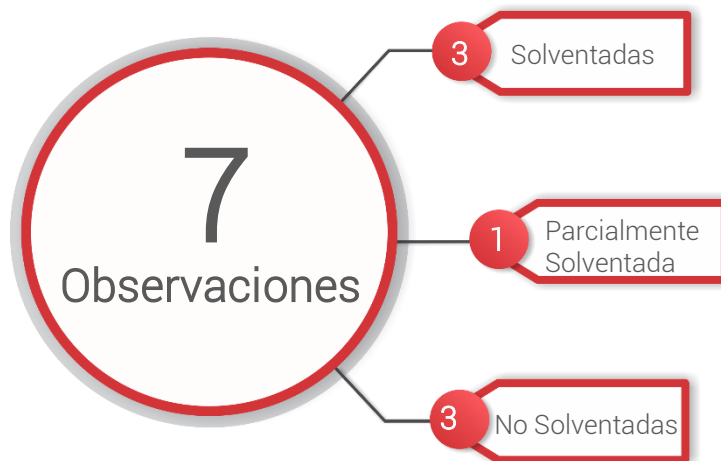 7
Observaciones
3
Solventadas
1
Parcialmente
Solventada
3
No Solventadas